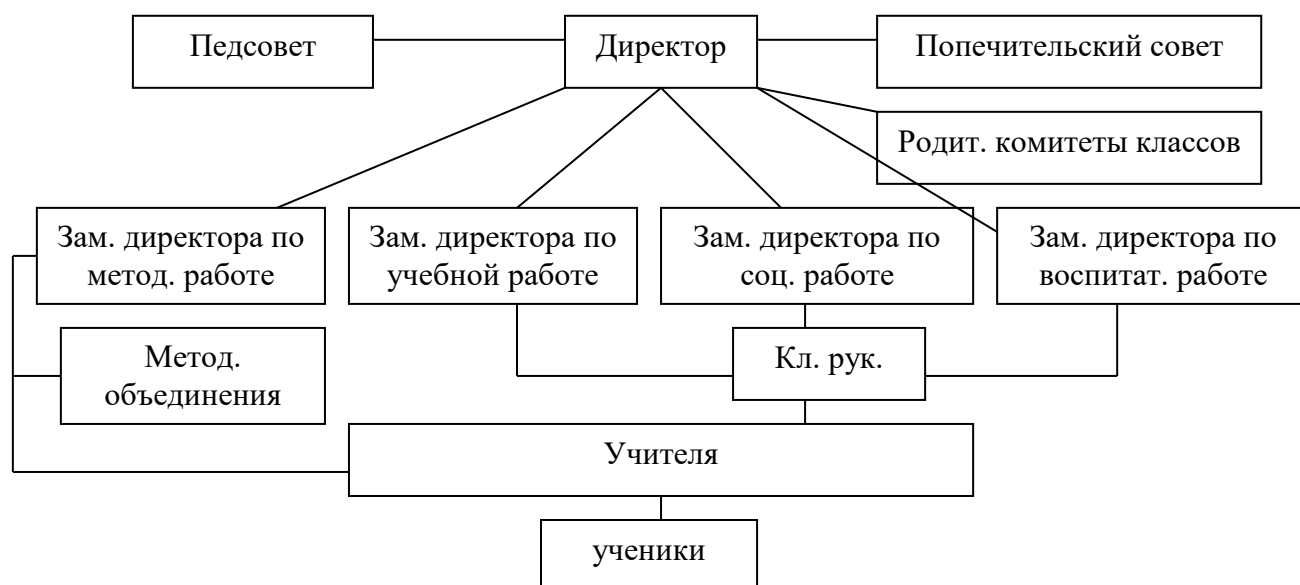 Педсовет
Директор
Попечительский совет
Родит. комитеты классов
Зам. директора по
метод. работе
Зам. директора по
учебной работе
Зам. директора по
соц. работе
Зам. директора по
воспитат. работе
Метод.
объединения
Кл. рук.
Учителя
ученики